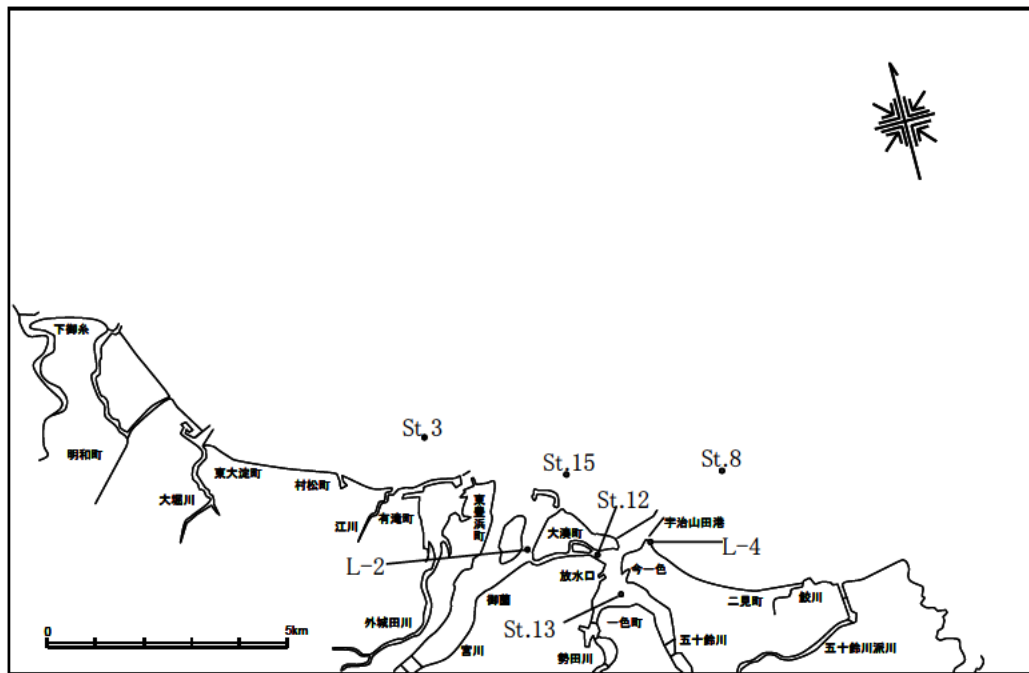 下御糸
St.3
明和町
St.15
St.8
東大淀町
村松町
St.12
大堀川
有滝町
東豊浜町
大湊町
宇治山田港
江川
L-2
放水口
今一色
L-4
御薗
二見町
鮫川
0
5km
外城田川
St.13
一色町
宮川
勢田川
五十鈴川
五十鈴川派川